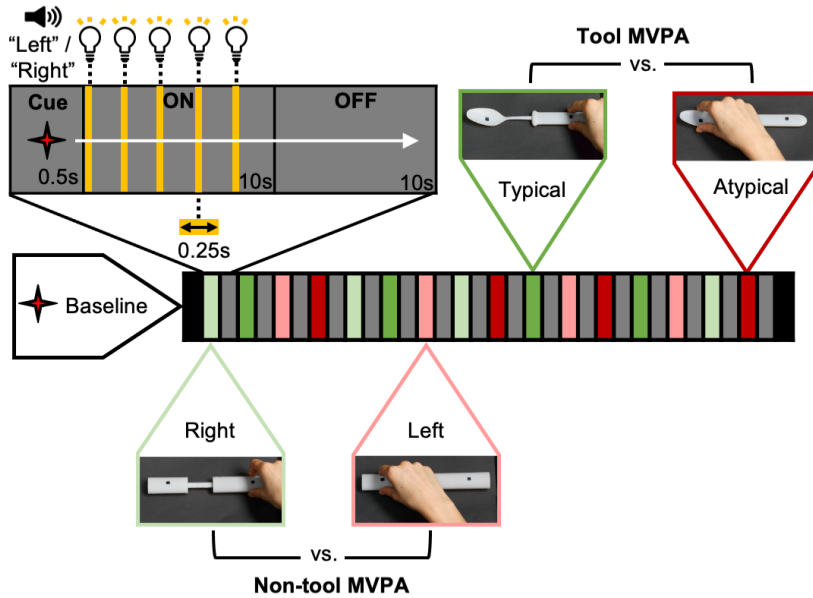 “Left” /
“Right”
Cue
ON
OFF
0.5s
10s
10s
0.25s
Tool MVPA
vs.
Typical
Atypical
Baseline
Right
Left
vs.
Non-tool MVPA